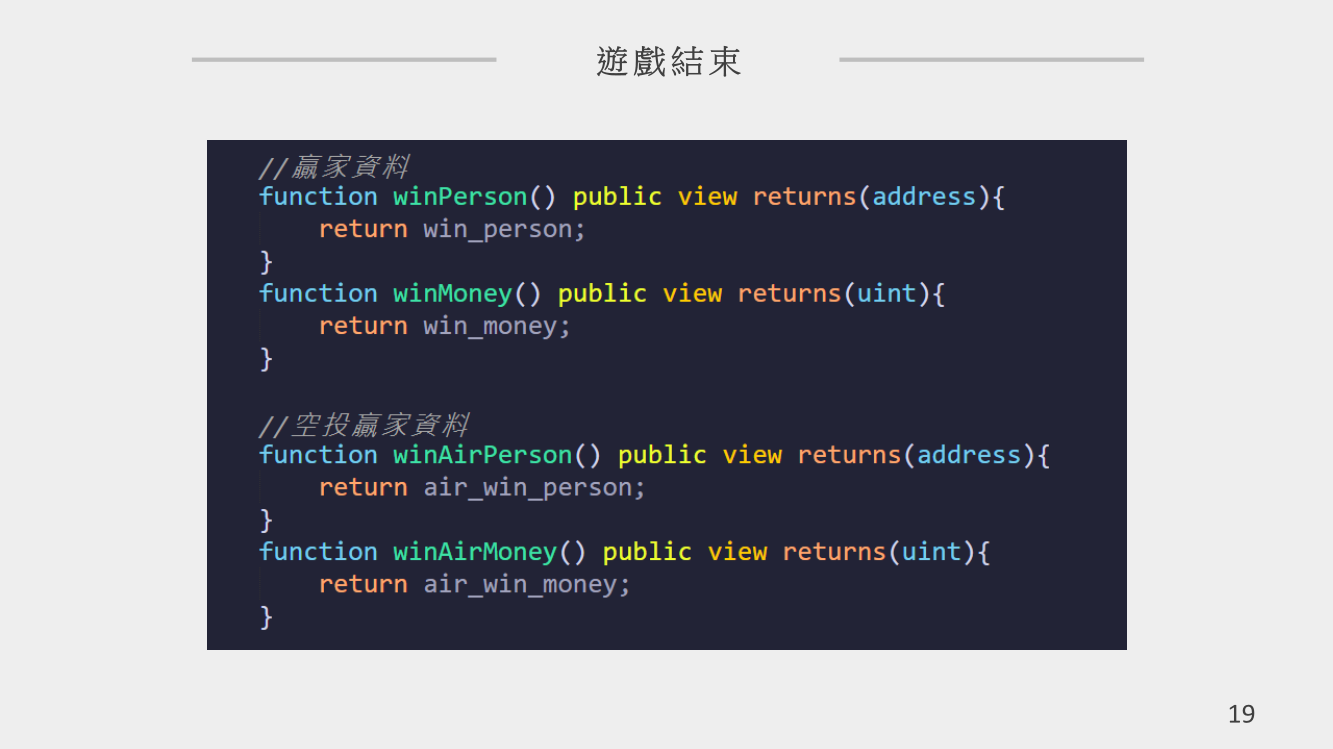 遊戲結束
//贏家資料
function winPerson() public view returns(address){
    return win_person;
}
function winMoney() public view returns(uint){
    return win_money;
}
//空投贏家資料
function winAirPerson() public view returns(address){
    return air_win_person;
}
function winAirMoney() public view returns(uint){
    return air_win_money;
}
19